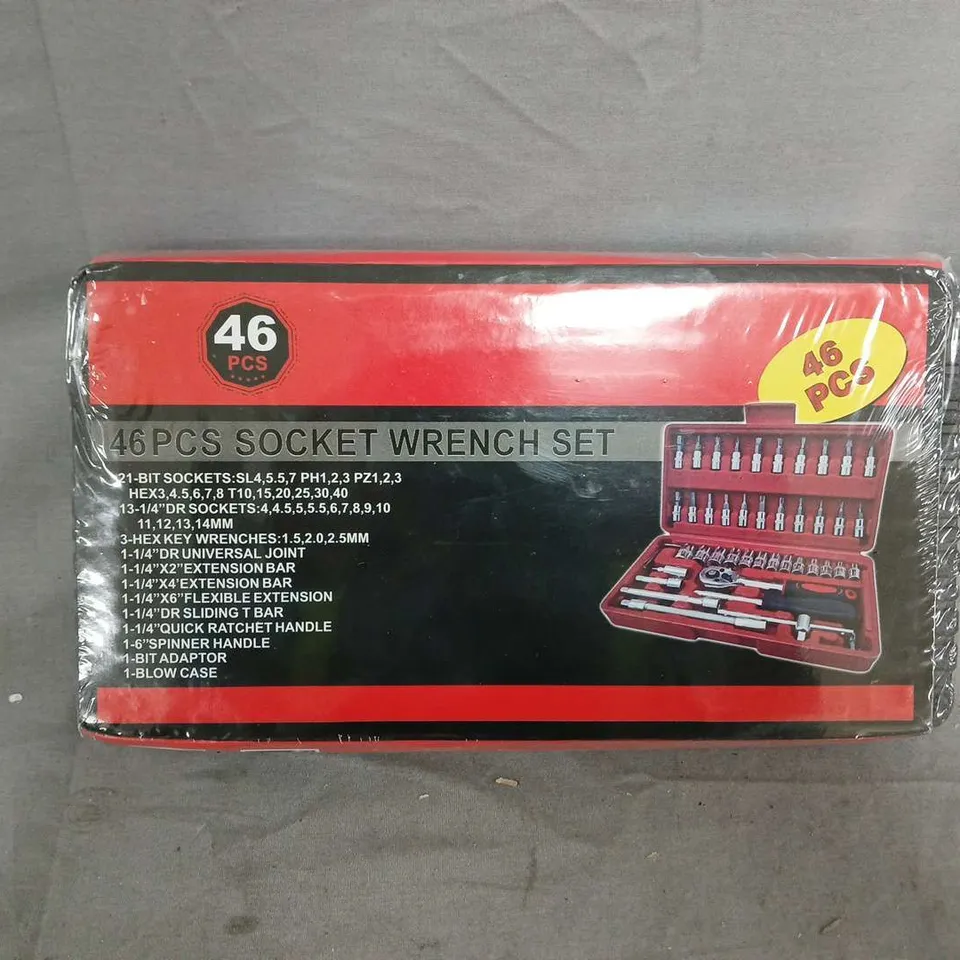 46
PCS
46
PCS
46 PCS SOCKET WRENCH SET
21-BIT SOCKETS:SL4,5.5,7 PH1,2,3 PZ1,2,3
HEX3,4.5,6,7,8 T10,15,20,25,30,40
13-1/4"DR SOCKETS:4,4.5,5,5.5,6,7,8,9,10
11,12,13,14MM
3-HEX KEY WRENCHES:1.5,2.0,2.5MM
1-1/4"DR UNIVERSAL JOINT
1-1/4"X2"EXTENSION BAR
1-1/4"X4"EXTENSION BAR
1-1/4"X6"FLEXIBLE EXTENSION
1-1/4"DR SLIDING T BAR
1-1/4"QUICK RATCHET HANDLE
1-6"SPINNER HANDLE
1-BIT ADAPTOR
1-BLOW CASE